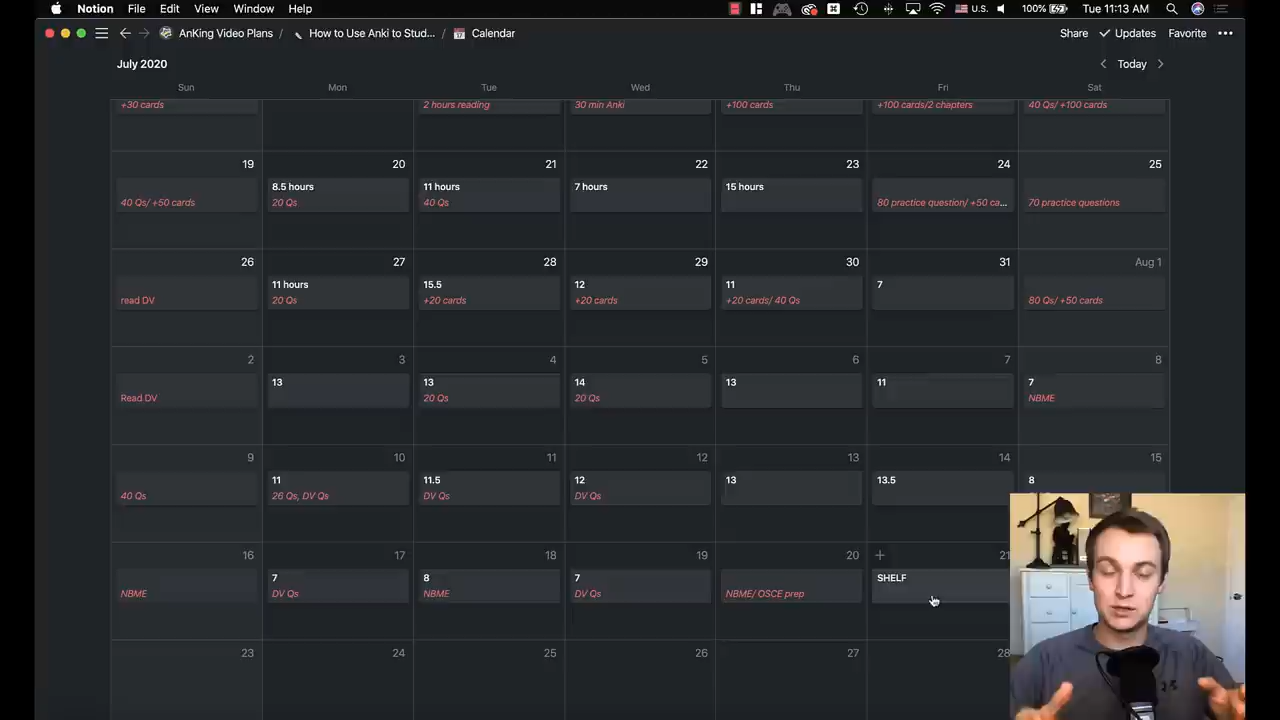 Notion File Edit View Window Help U.S. 100% Tue 11:13 AM
AnKing Video Plans / How to Use Anki to Stud... / Calendar Share Updates Favorite
July 2020 Today
Sun Mon Tue Wed Thu Fri Sat
+30 cards 2 hours reading 30 min Anki +100 cards +100 cards/2 chapters 40 Qs/ +100 cards
19 20 21 22 23 24 25
8.5 hours 11 hours 7 hours 15 hours
40 Qs/ +50 cards 20 Qs 40 Qs 80 practice question/ +50 ca... 70 practice questions
26 27 28 29 30 31 Aug 1
11 hours 15.5 12 11 7
read DV 20 Qs +20 cards +20 cards +20 cards/ 40 Qs 80 Qs/ +50 cards
2 3 4 5 6 7 8
13 13 14 13 11 7
Read DV 20 Qs 20 Qs NBME
9 10 11 12 13 14 15
11 11.5 12 13 13.5 8
40 Qs 26 Qs, DV Qs DV Qs DV Qs
16 17 18 19 20 + 21
7 8 7 SHELF
NBME DV Qs NBME DV Qs NBME/ OSCE prep
23 24 25 26 27 28